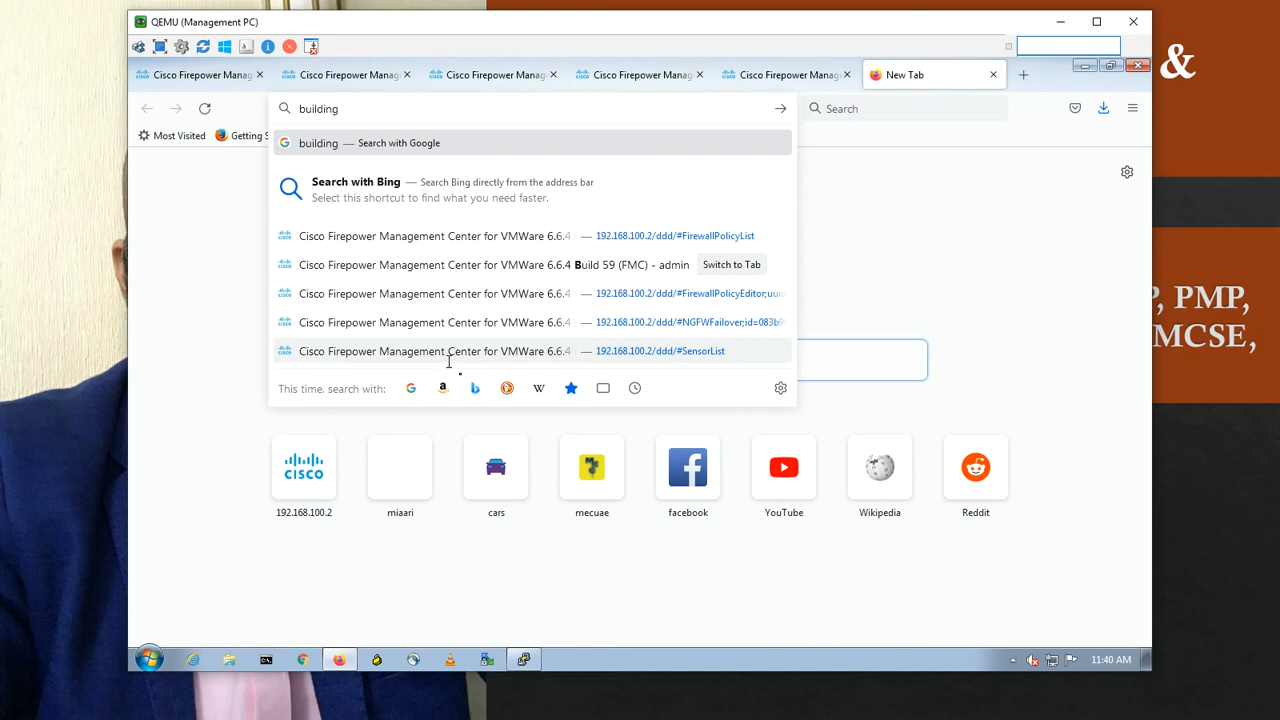 QEMU (Management PC)
&
Cisco Firepower Manag
Cisco Firepower Manag
Cisco Firepower Manag
Cisco Firepower Manag
Cisco Firepower Manag
New Tab
building
Search
Most Visited
Getting S
building — Search with Google
Search with Bing — Search Bing directly from the address bar
Select this shortcut to find what you need faster.
Cisco Firepower Management Center for VMWare 6.6.4 — 192.168.100.2/ddd/#FirewallPolicyList
Cisco Firepower Management Center for VMWare 6.6.4 Build 59 (FMC) - admin Switch to Tab
Cisco Firepower Management Center for VMWare 6.6.4 — 192.168.100.2/ddd/#FirewallPolicyEditor;uuid
Cisco Firepower Management Center for VMWare 6.6.4 — 192.168.100.2/ddd/#NGFWFailover;id=083b9
Cisco Firepower Management Center for VMWare 6.6.4 — 192.168.100.2/ddd/#SensorList
P, PMP,
MCSE,
This time, search with:
CISCO
192.168.100.2
miaari
cars
mecuae
facebook
YouTube
Wikipedia
Reddit
11:40 AM